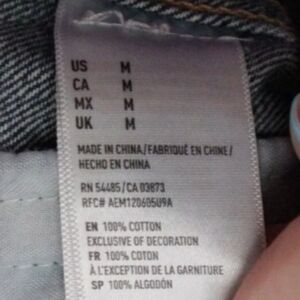 US M
CA M
MX M
UK M
MADE IN CHINA/FABRIQUÉ EN CHINE/
HECHO EN CHINA
RN 54485/CA 03873
RFC# AEM120605U9A
EN 100% COTTON
EXCLUSIVE OF DECORATION
FR 100% COTON
À L'EXCEPTION DE LA GARNITURE
SP 100% ALGODÓN